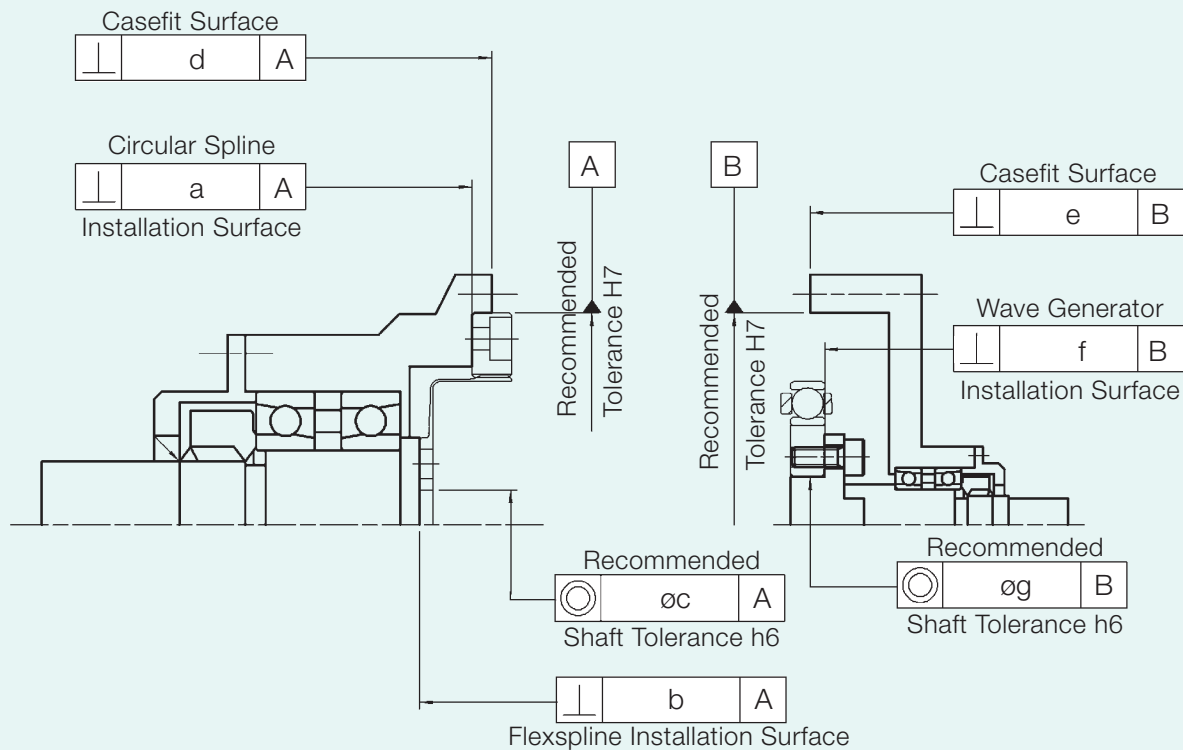 Casefit Surface
⊥ d A
Circular Spline
⊥ a A
Installation Surface
A
B
Recommended
Tolerance H7
Recommended
Tolerance H7
Casefit Surface
⊥ e B
Wave Generator
⊥ f B
Installation Surface
Recommended
◎ øc A
Shaft Tolerance h6
Recommended
◎ øg B
Shaft Tolerance h6
⊥ b A
Flexspline Installation Surface